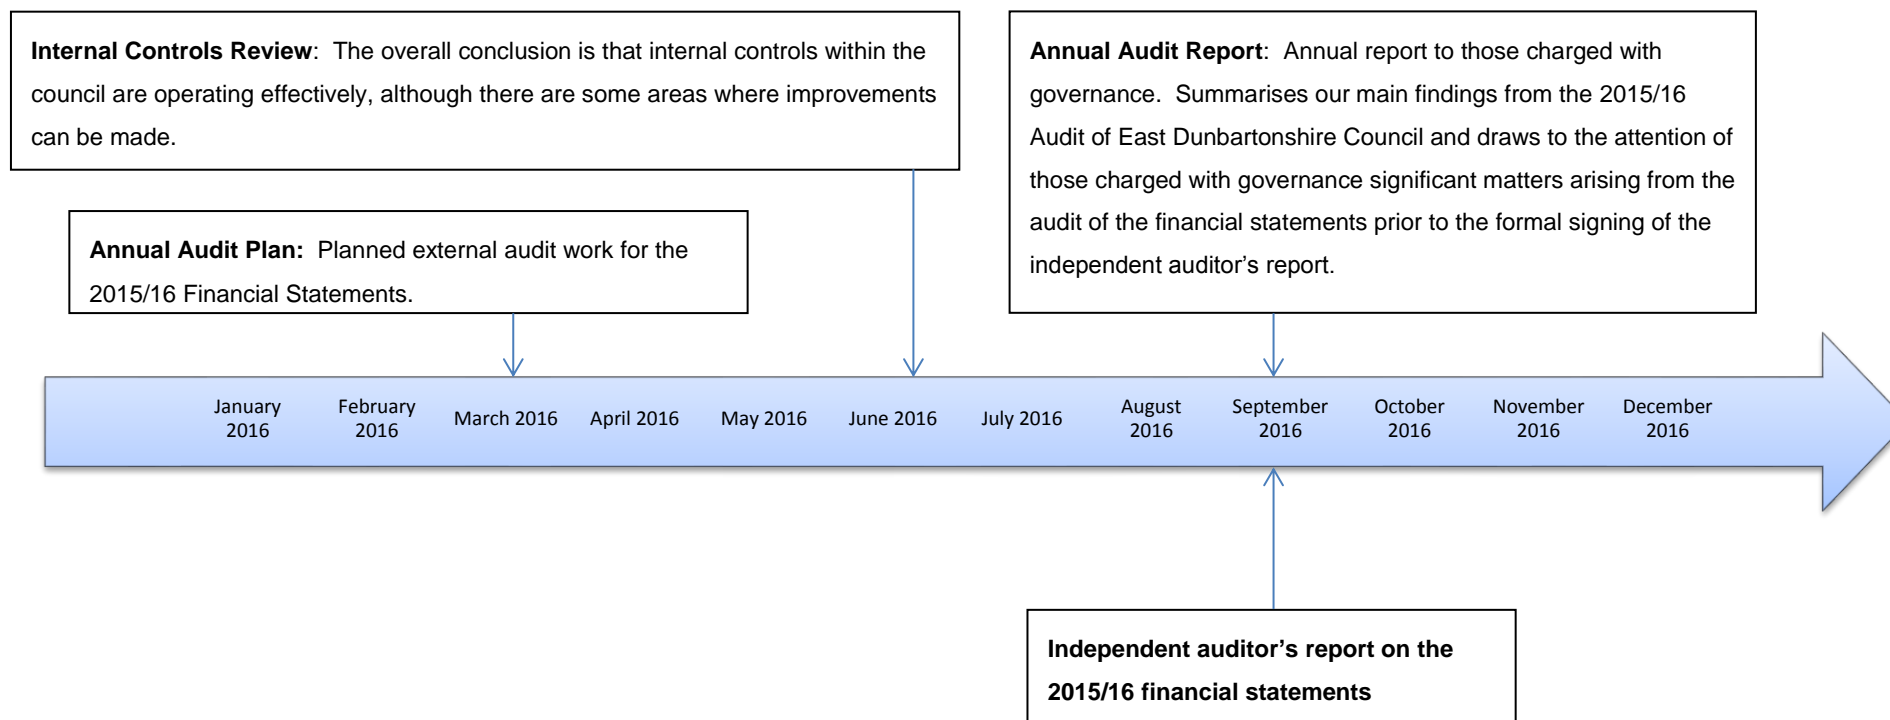 Internal Controls Review:  The overall conclusion is that internal controls within the
council are operating effectively, although there are some areas where improvements
can be made.
Annual Audit Report:  Annual report to those charged with
governance.  Summarises our main findings from the 2015/16
Audit of East Dunbartonshire Council and draws to the attention of
those charged with governance significant matters arising from the
audit of the financial statements prior to the formal signing of the
independent auditor’s report.
Annual Audit Plan:  Planned external audit work for the
2015/16 Financial Statements.
January
2016
February
2016
March 2016
April 2016
May 2016
June 2016
July 2016
August
2016
September
2016
October
2016
November
2016
December
2016
Independent auditor’s report on the
2015/16 financial statements